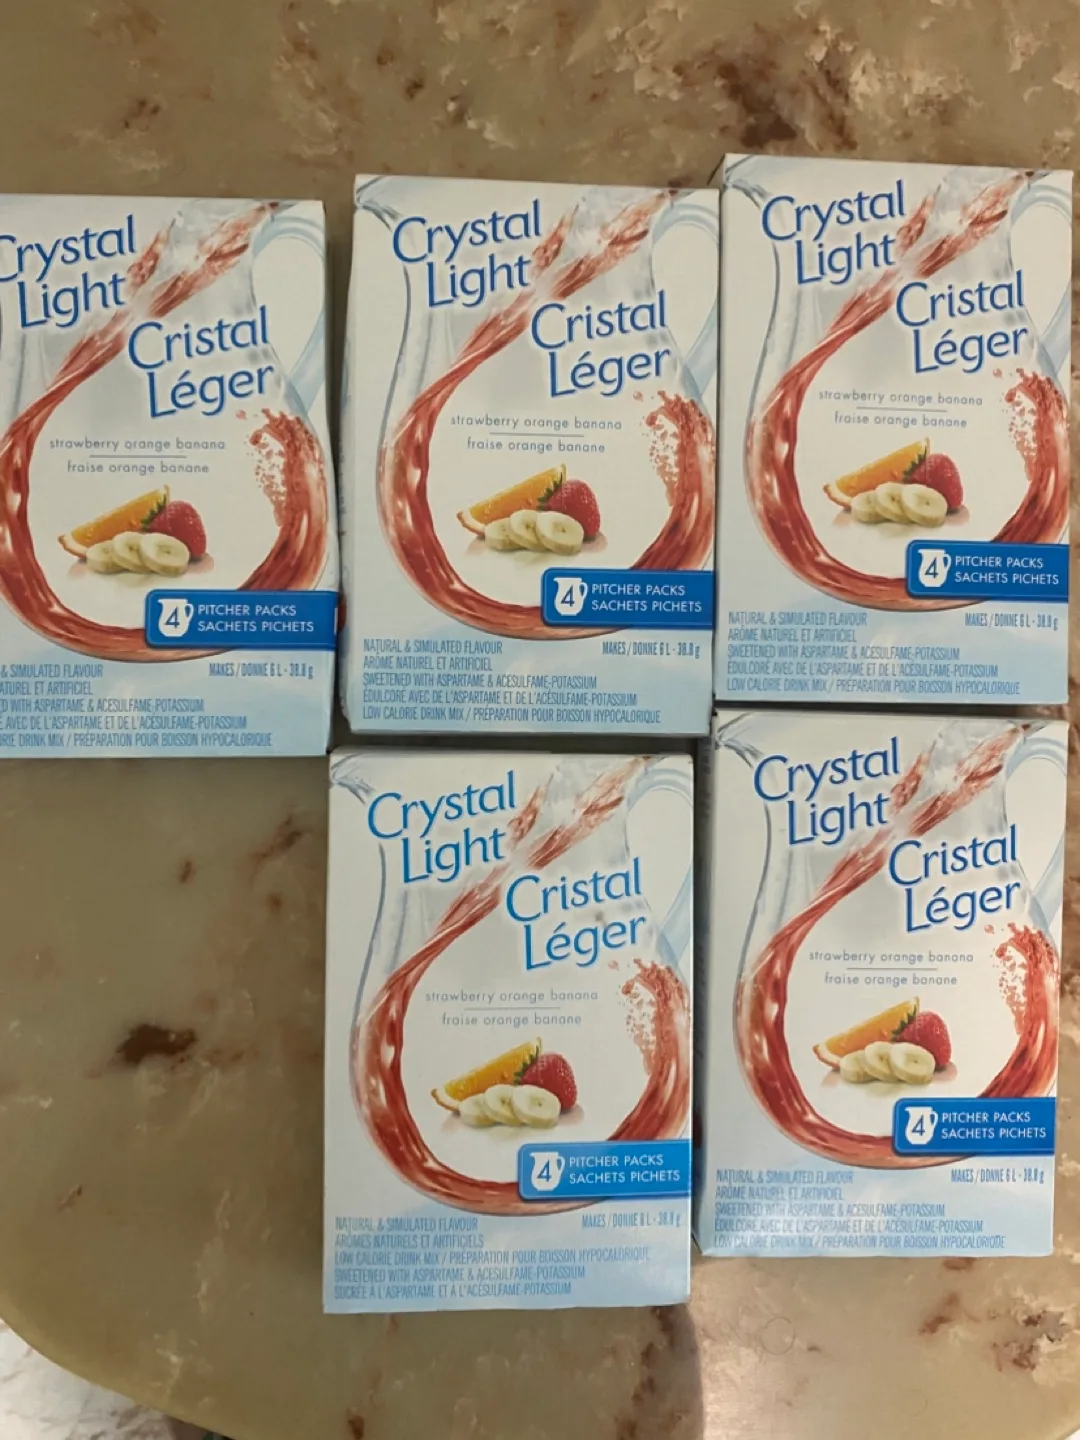 Crystal
Light
Cristal
Léger
strawberry orange banana
fraise orange banane
4 PITCHER PACKS
SACHETS PICHETS
& SIMULATED FLAVOUR
MAKES / DONNE 6 L - 38.8 g
ET ARTIFICIEL
WITH ASPARTAME & ACESULFAME-POTASSIUM
AVEC DE L'ASPARTAME ET DE L'ACÉSULFAME-POTASSIUM
DRINK MIX / PRÉPARATION POUR BOISSON HYPOCALORIQUE
Crystal
Light
Cristal
Léger
strawberry orange banana
fraise orange banane
4 PITCHER PACKS
SACHETS PICHETS
NATURAL & SIMULATED FLAVOUR
MAKES / DONNE 6 L - 38.8 g
ARÔME NATUREL ET ARTIFICIEL
SWEETENED WITH ASPARTAME & ACESULFAME-POTASSIUM
ÉDULCORÉ AVEC DE L'ASPARTAME ET DE L'ACÉSULFAME-POTASSIUM
LOW CALORIE DRINK MIX / PRÉPARATION POUR BOISSON HYPOCALORIQUE
Crystal
Light
Cristal
Léger
strawberry orange banana
fraise orange banane
4 PITCHER PACKS
SACHETS PICHETS
NATURAL & SIMULATED FLAVOUR
MAKES / DONNE 6 L - 38.8 g
ARÔME NATUREL ET ARTIFICIEL
SWEETENED WITH ASPARTAME & ACESULFAME-POTASSIUM
ÉDULCORÉ AVEC DE L'ASPARTAME ET DE L'ACÉSULFAME-POTASSIUM
LOW CALORIE DRINK MIX / PRÉPARATION POUR BOISSON HYPOCALORIQUE
Crystal
Light
Cristal
Léger
strawberry orange banana
fraise orange banane
4 PITCHER PACKS
SACHETS PICHETS
NATURAL & SIMULATED FLAVOUR
MAKES / DONNE L - 38.8 g
ARÔMES NATURELS ET ARTIFICIELS
LOW CALORIE DRINK MIX / PRÉPARATION POUR BOISSON HYPOCALORIQUE
SWEETENED WITH ASPARTAME & ACESULFAME-POTASSIUM
SUCRÉE À L'ASPARTAME ET À L'ACÉSULFAME-POTASSIUM
Crystal
Light
Cristal
Léger
strawberry orange banana
fraise orange banane
4 PITCHER PACKS
SACHETS PICHETS
NATURAL & SIMULATED FLAVOUR
MAKES / DONNE 6 L - 38.8 g
ARÔME NATUREL ET ARTIFICIEL
SWEETENED WITH ASPARTAME & ACESULFAME-POTASSIUM
ÉDULCORÉ AVEC DE L'ASPARTAME ET DE L'ACÉSULFAME-POTASSIUM
LOW CALORIE DRINK MIX / PRÉPARATION POUR BOISSON HYPOCALORIQUE